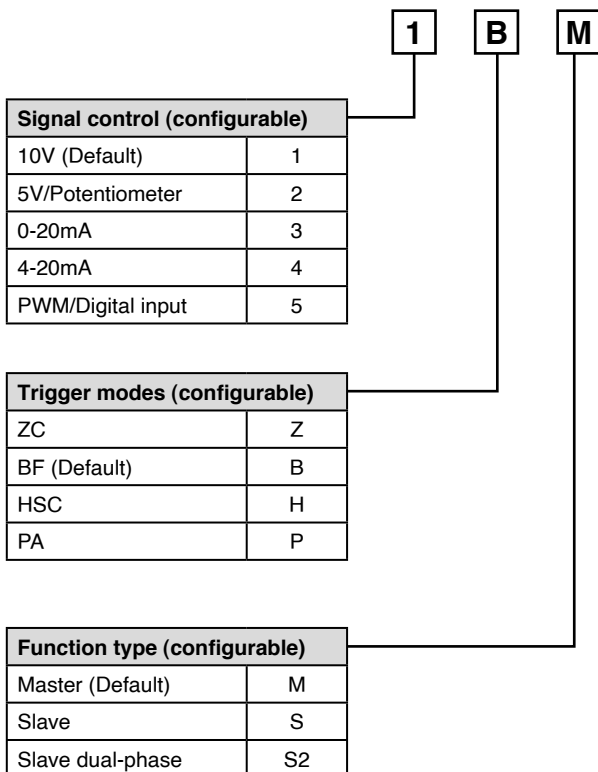 1 B M
Signal control (configurable)
10V (Default) 1
5V/Potentiometer 2
0-20mA 3
4-20mA 4
PWM/Digital input 5
Trigger modes (configurable)
ZC Z
BF (Default) B
HSC H
PA P
Function type (configurable)
Master (Default) M
Slave S
Slave dual-phase S2